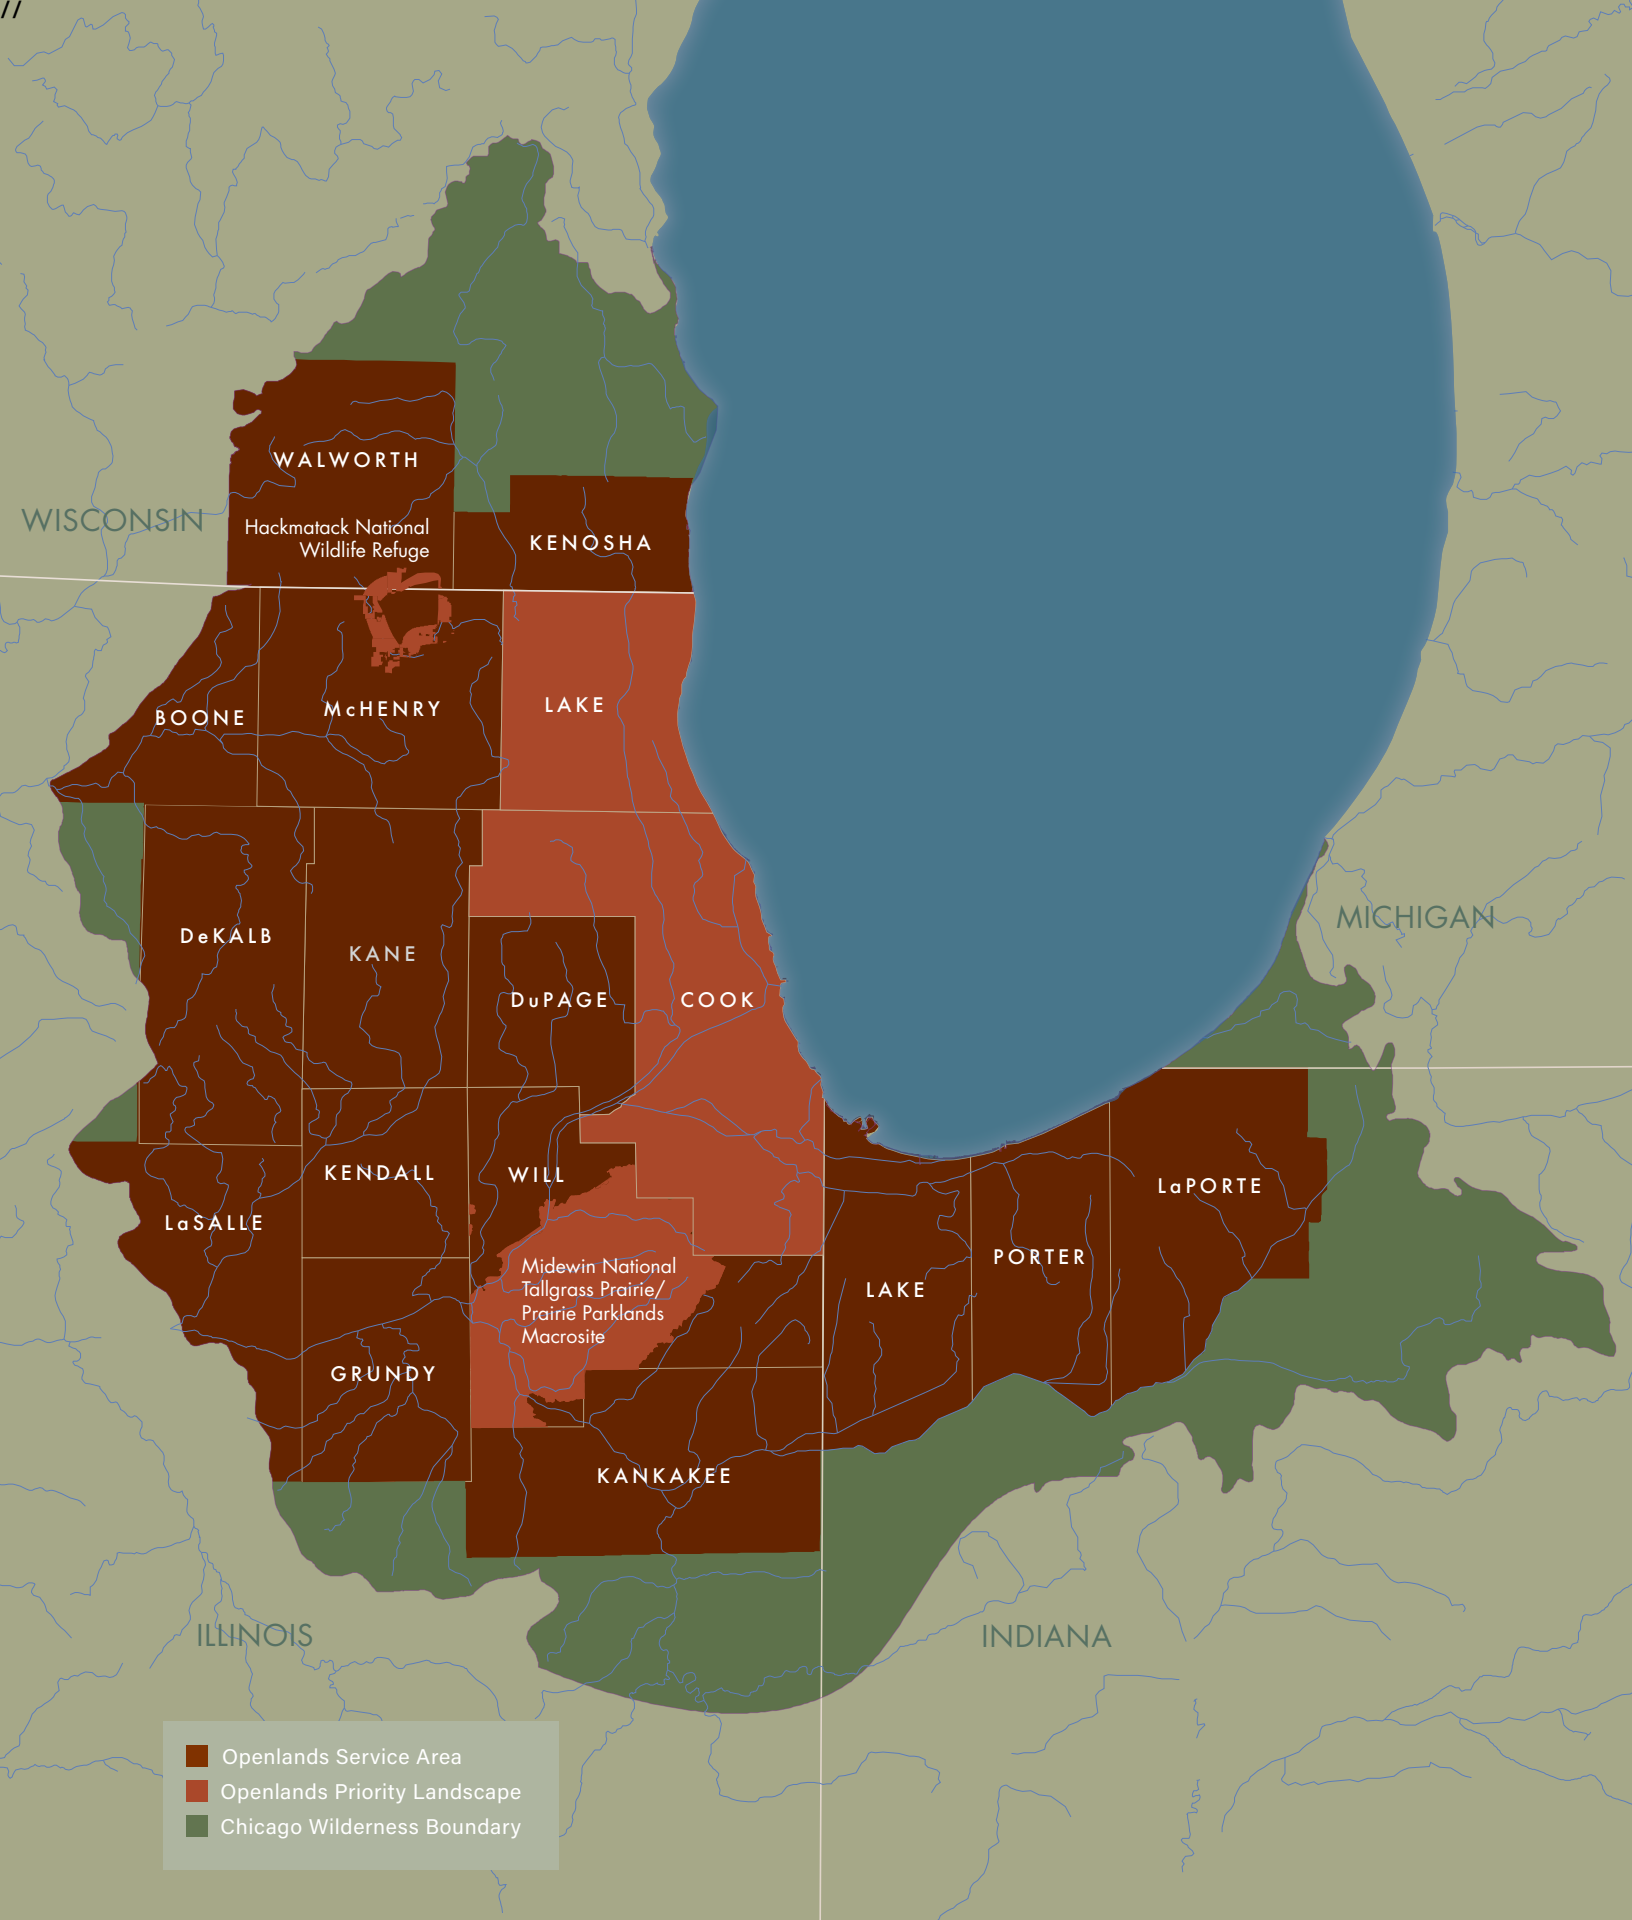 //
WALWORTH
WISCONSIN
Hackmatack National
Wildlife Refuge
KENOSHA
BOONE
McHENRY
LAKE
MICHIGAN
DeKALB
KANE
DuPAGE
COOK
KENDALL
WILL
LaPORTE
LaSALLE
PORTER
Midewin National
Tallgrass Prairie/
Prairie Parklands
Macrosite
LAKE
GRUNDY
KANKAKEE
ILLINOIS
INDIANA
Openlands Service Area
Openlands Priority Landscape
Chicago Wilderness Boundary